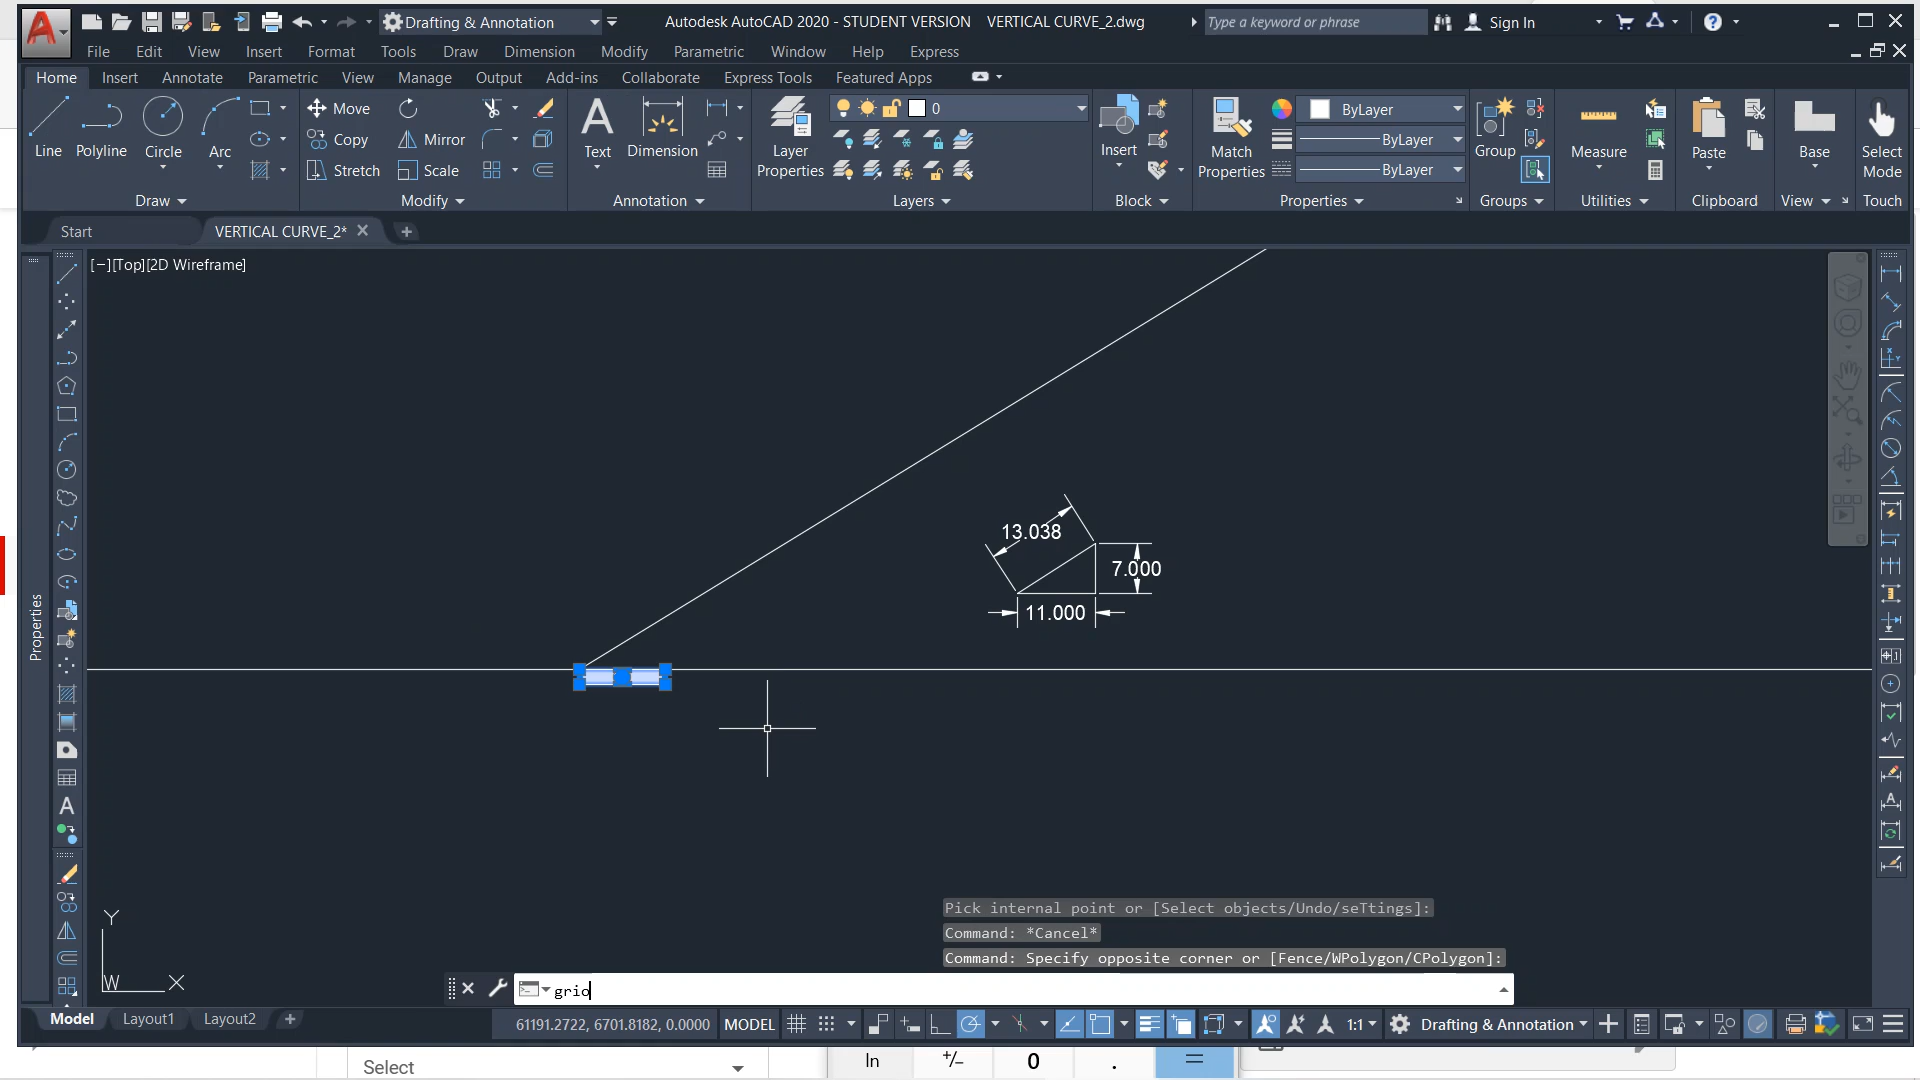 Drafting & Annotation
Autodesk AutoCAD 2020 - STUDENT VERSION VERTICAL CURVE_2.dwg
Type a keyword or phrase
Sign In
File Edit View Insert Format Tools Draw Dimension Modify Parametric Window Help Express
Home Insert Annotate Parametric View Manage Output Add-ins Collaborate Express Tools Featured Apps
Line Polyline Circle Arc
Move Copy Stretch
Mirror Scale
Text Dimension
Layer Properties
0
Insert
Match Properties
ByLayer
ByLayer
ByLayer
Group
Measure
Paste
Base
Select Mode
Draw Modify Annotation Layers Block Properties Groups Utilities Clipboard View Touch
Start VERTICAL CURVE_2*
[−][Top][2D Wireframe]
13.038
7.000
11.000
Properties
Y
W X
Pick internal point or [Select objects/Undo/seTtings]:
Command: *Cancel*
Command: Specify opposite corner or [Fence/WPolygon/CPolygon]:
grio
Model Layout1 Layout2
61191.2722, 6701.8182, 0.0000 MODEL
1:1
Drafting & Annotation
Select
ln +/− 0 . =